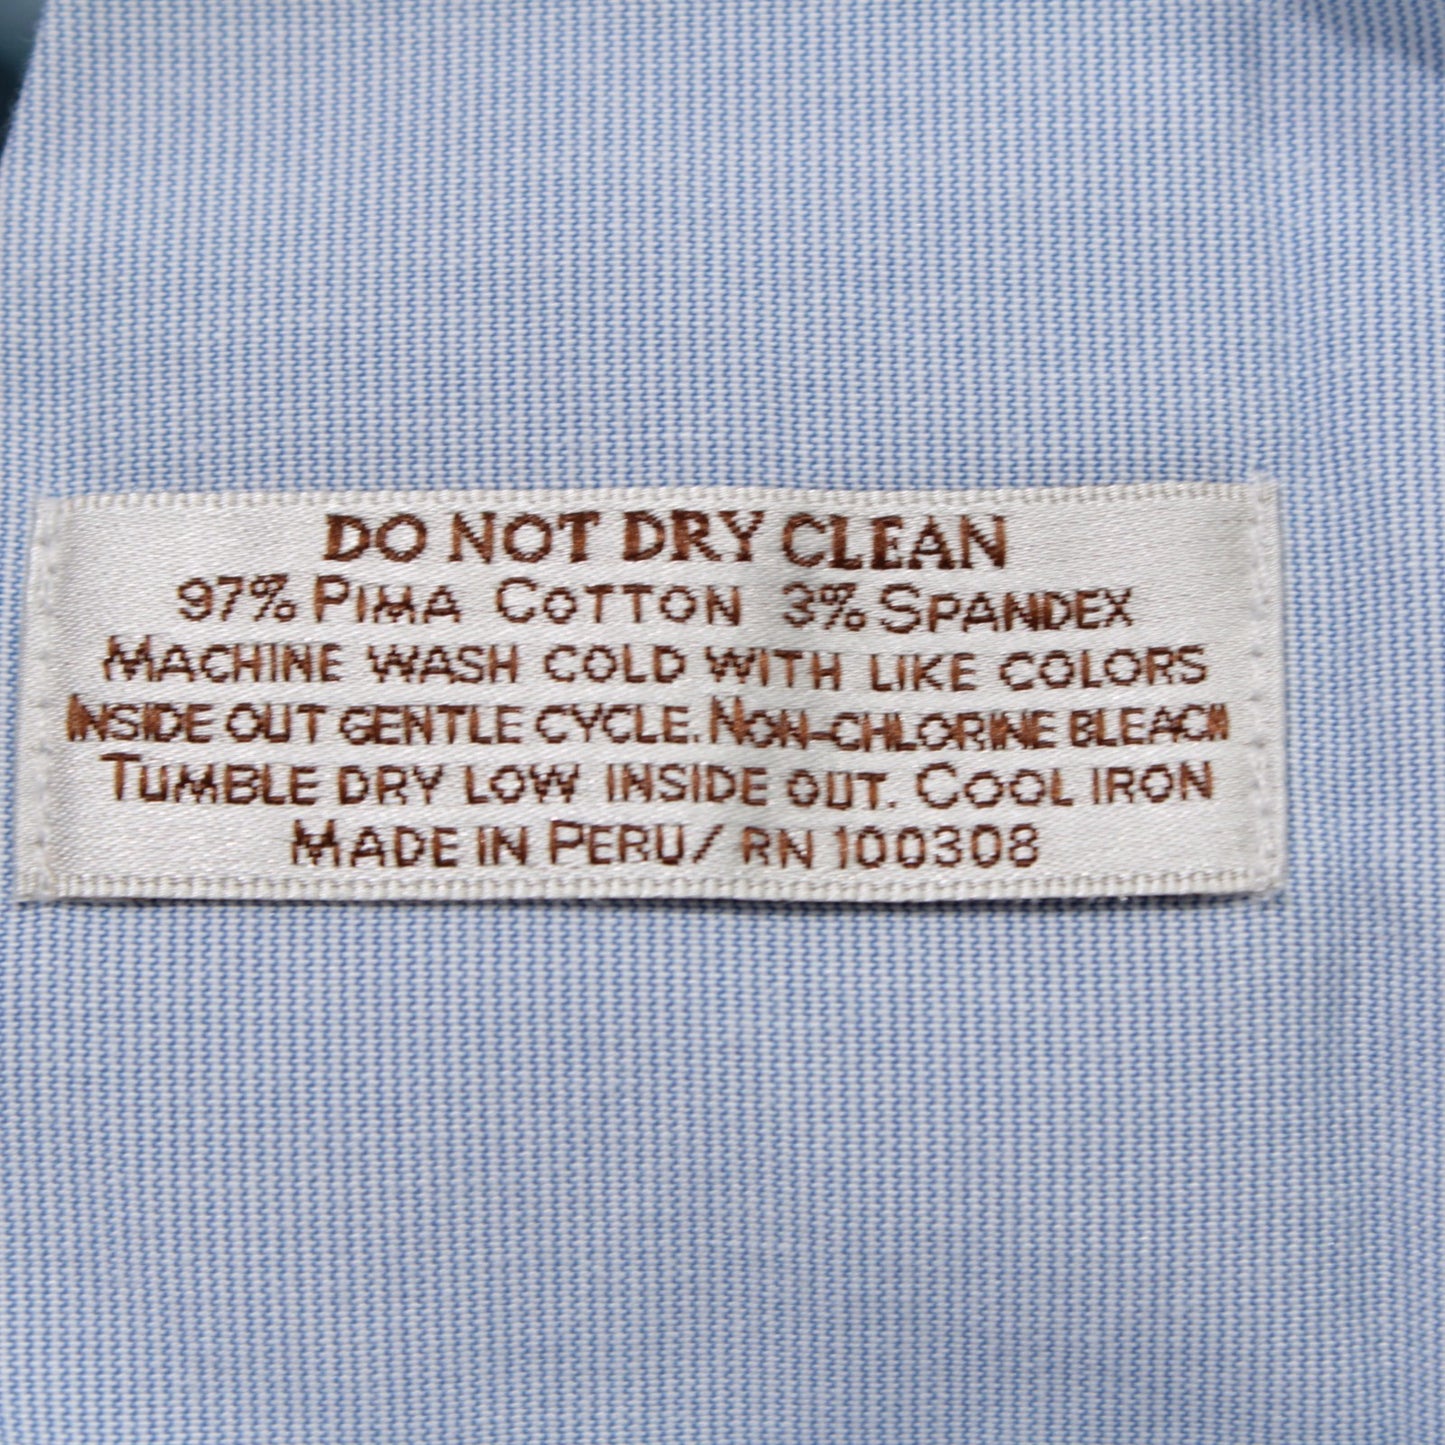 DO NOT DRY CLEAN
97% PIMA COTTON 3% SPANDEX
MACHINE WASH COLD WITH LIKE COLORS
INSIDE OUT GENTLE CYCLE. NON-CHLORINE BLEACH
TUMBLE DRY LOW INSIDE OUT. COOL IRON
MADE IN PERU/ RN 100308